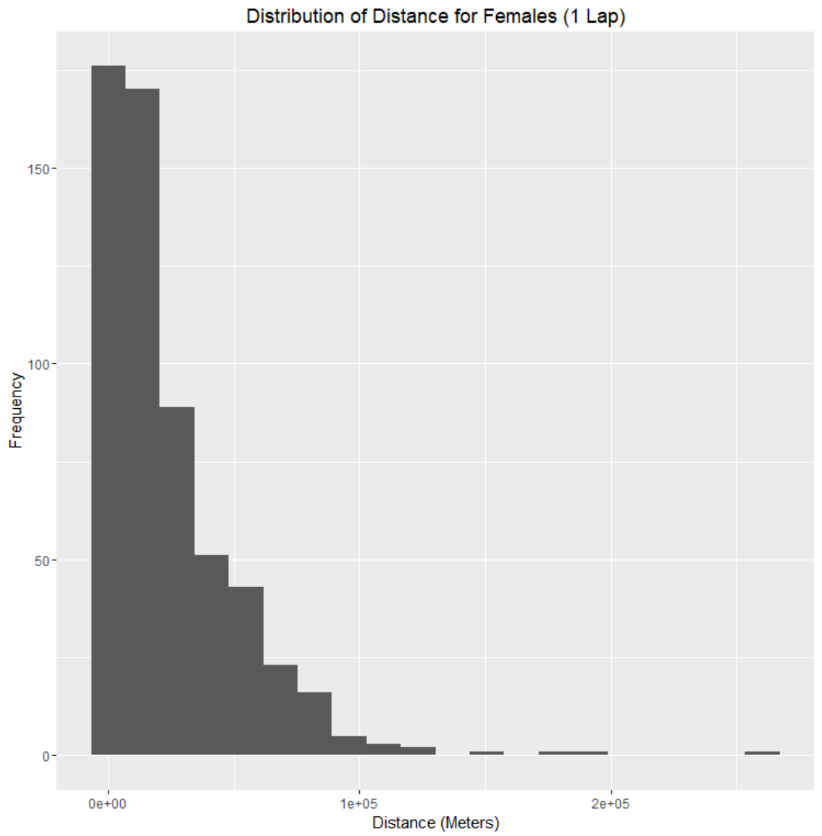 Distribution of Distance for Females (1 Lap)
150
100
50
0
Frequency
0e+00 1e+05 2e+05
Distance (Meters)